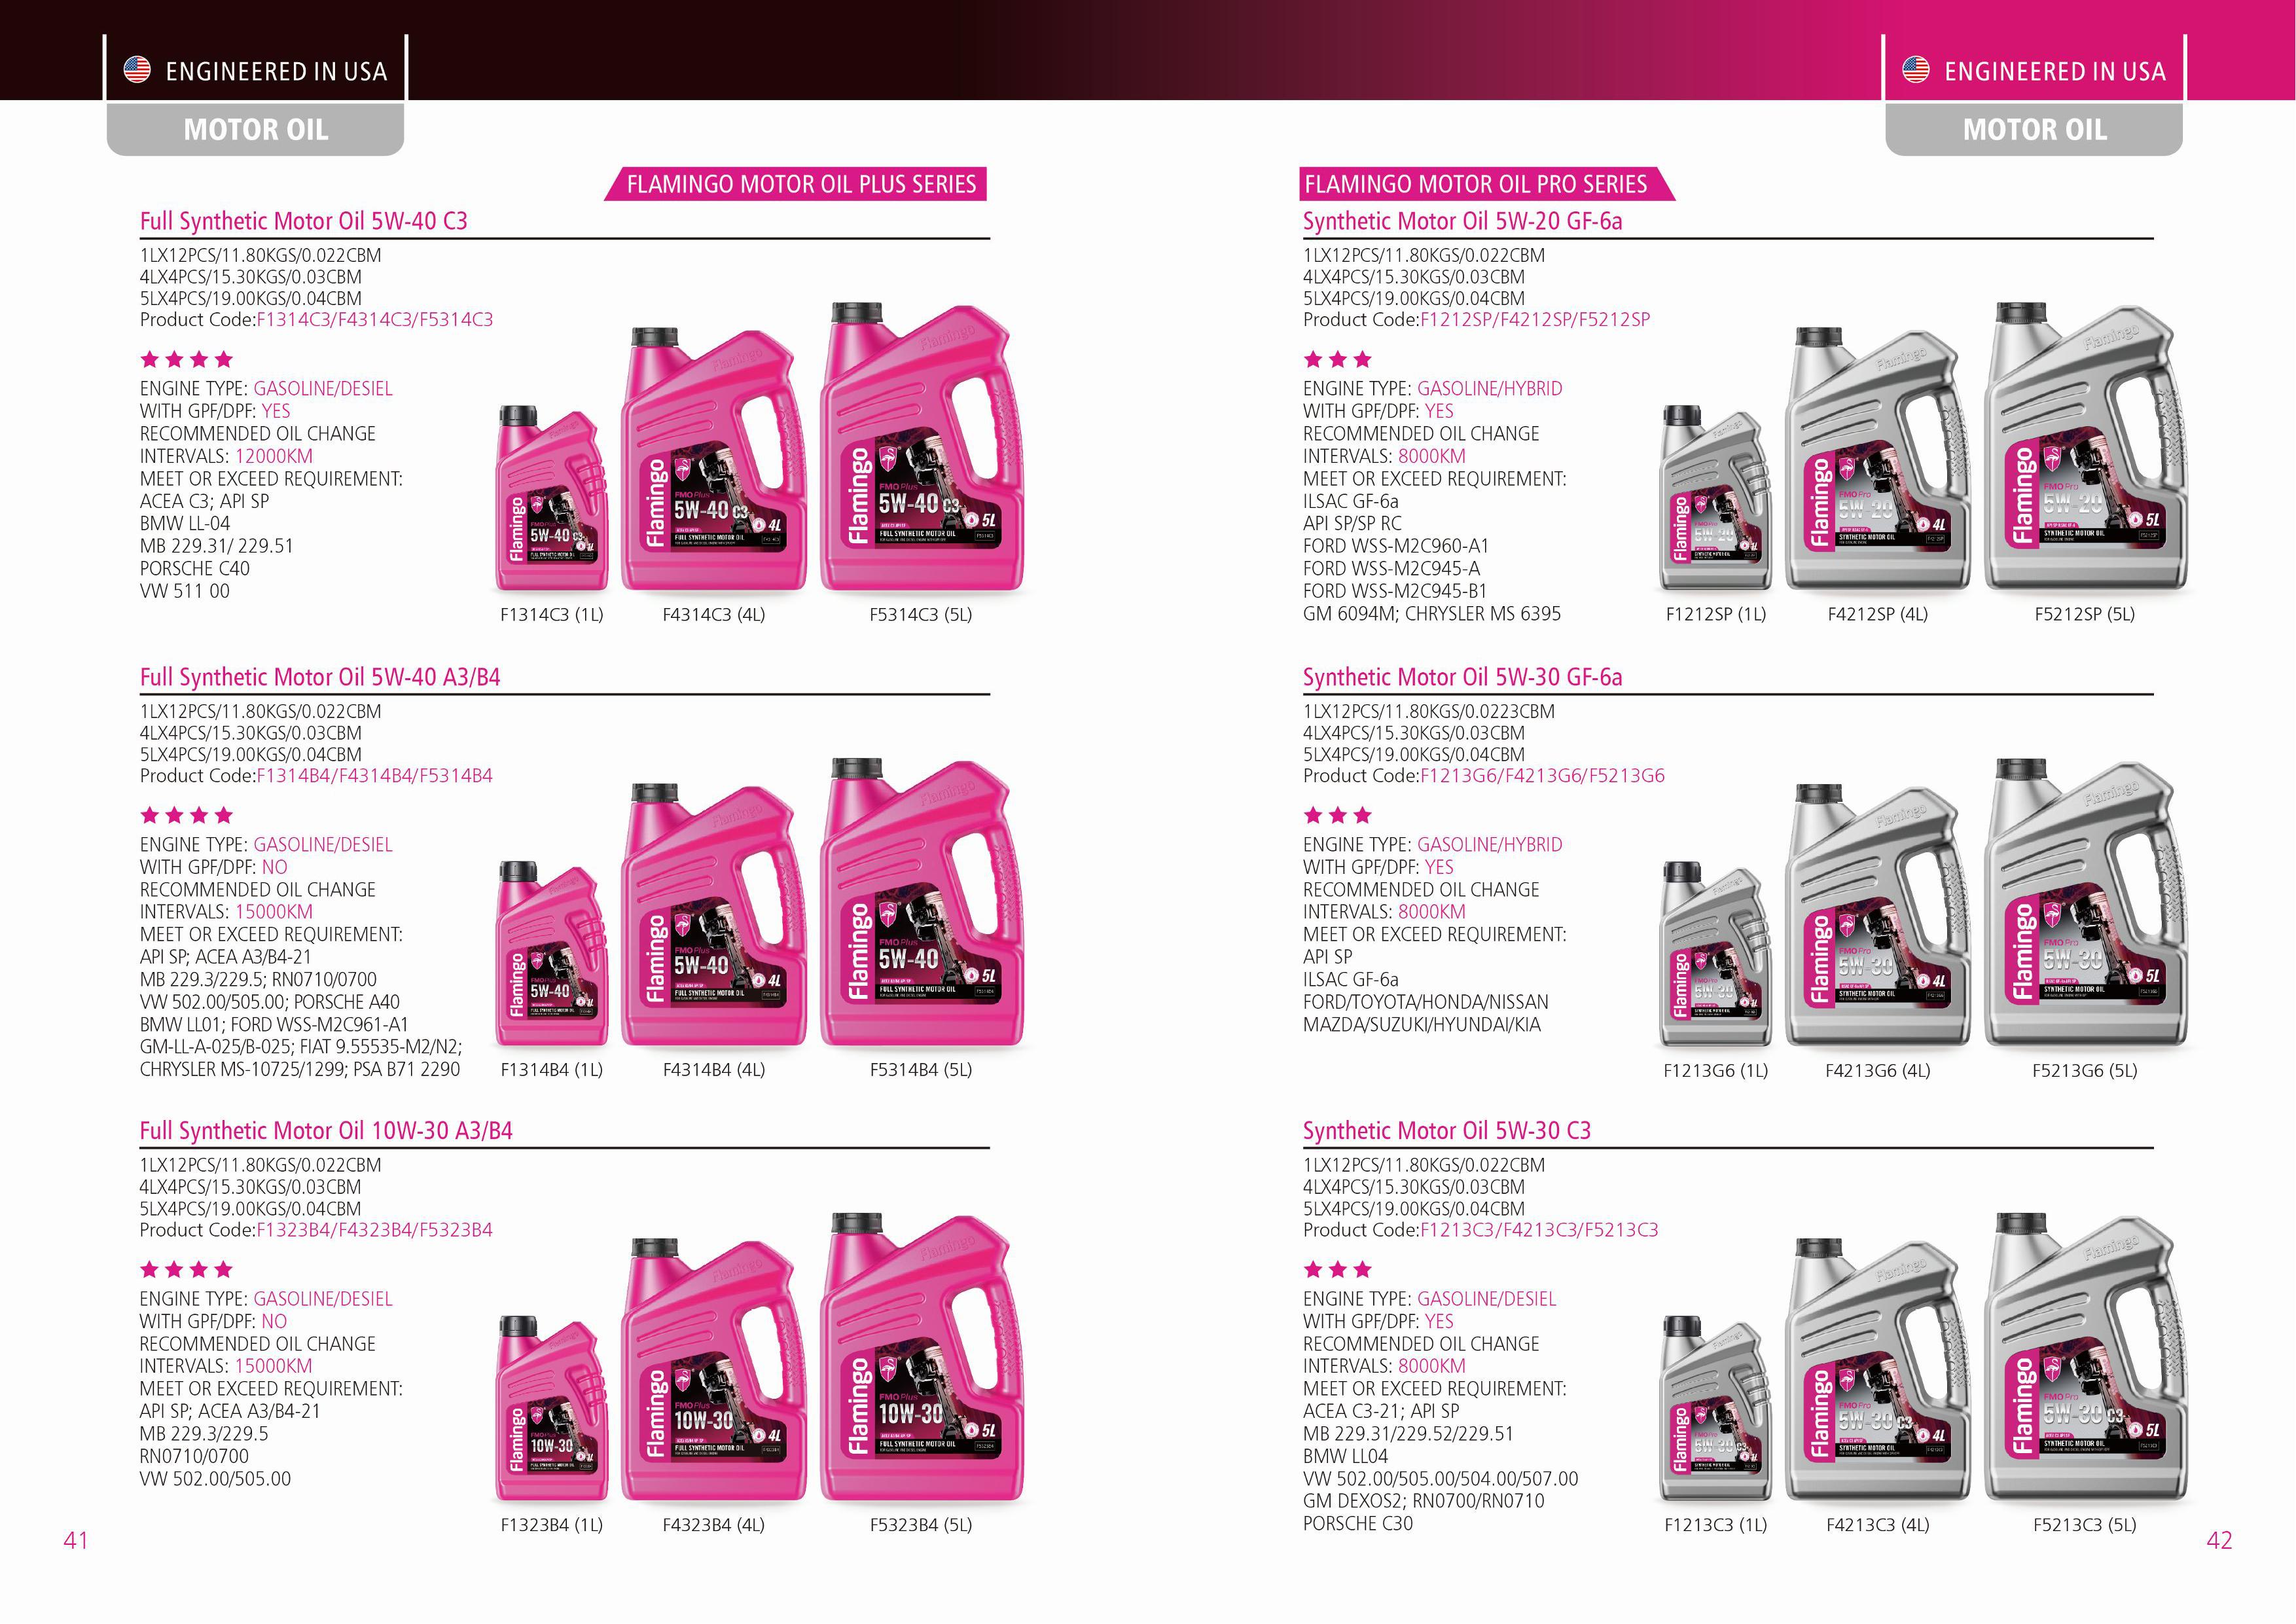 ENGINEERED IN USA
MOTOR OIL
FLAMINGO MOTOR OIL PLUS SERIES
Full Synthetic Motor Oil 5W-40 C3
1LX12PCS/11.80KGS/0.022CBM
4LX4PCS/15.30KGS/0.03CBM
5LX4PCS/19.00KGS/0.04CBM
Product Code:F1314C3/F4314C3/F5314C3
★★★★
ENGINE TYPE: GASOLINE/DESIEL
WITH GPF/DPF: YES
RECOMMENDED OIL CHANGE
INTERVALS: 12000KM
MEET OR EXCEED REQUIREMENT:
ACEA C3; API SP
BMW LL-04
MB 229.31/ 229.51
PORSCHE C40
VW 511 00
Flamingo
FMO Plus
5W-40 C3
Flamingo
FMO Plus
5W-40 C3
4L
FULL SYNTHETIC MOTOR OIL
Flamingo
FMO Plus
5W-40 C3
5L
FULL SYNTHETIC MOTOR OIL
F1314C3 (1L)
F4314C3 (4L)
F5314C3 (5L)
Full Synthetic Motor Oil 5W-40 A3/B4
1LX12PCS/11.80KGS/0.022CBM
4LX4PCS/15.30KGS/0.03CBM
5LX4PCS/19.00KGS/0.04CBM
Product Code:F1314B4/F4314B4/F5314B4
★★★★
ENGINE TYPE: GASOLINE/DESIEL
WITH GPF/DPF: NO
RECOMMENDED OIL CHANGE
INTERVALS: 15000KM
MEET OR EXCEED REQUIREMENT:
API SP; ACEA A3/B4-21
MB 229.3/229.5; RN0710/0700
VW 502.00/505.00; PORSCHE A40
BMW LL01; FORD WSS-M2C961-A1
GM-LL-A-025/B-025; FIAT 9.55535-M2/N2;
CHRYSLER MS-10725/1299; PSA B71 2290
Flamingo
FMO Plus
5W-40
Flamingo
FMO Plus
5W-40
4L
FULL SYNTHETIC MOTOR OIL
Flamingo
FMO Plus
5W-40
5L
FULL SYNTHETIC MOTOR OIL
F1314B4 (1L)
F4314B4 (4L)
F5314B4 (5L)
Full Synthetic Motor Oil 10W-30 A3/B4
1LX12PCS/11.80KGS/0.022CBM
4LX4PCS/15.30KGS/0.03CBM
5LX4PCS/19.00KGS/0.04CBM
Product Code:F1323B4/F4323B4/F5323B4
★★★★
ENGINE TYPE: GASOLINE/DESIEL
WITH GPF/DPF: NO
RECOMMENDED OIL CHANGE
INTERVALS: 15000KM
MEET OR EXCEED REQUIREMENT:
API SP; ACEA A3/B4-21
MB 229.3/229.5
RN0710/0700
VW 502.00/505.00
Flamingo
FMO Plus
10W-30
Flamingo
FMO Plus
10W-30
4L
FULL SYNTHETIC MOTOR OIL
Flamingo
FMO Plus
10W-30
5L
FULL SYNTHETIC MOTOR OIL
F1323B4 (1L)
F4323B4 (4L)
F5323B4 (5L)
41
ENGINEERED IN USA
MOTOR OIL
FLAMINGO MOTOR OIL PRO SERIES
Synthetic Motor Oil 5W-20 GF-6a
1LX12PCS/11.80KGS/0.022CBM
4LX4PCS/15.30KGS/0.03CBM
5LX4PCS/19.00KGS/0.04CBM
Product Code:F1212SP/F4212SP/F5212SP
★★★
ENGINE TYPE: GASOLINE/HYBRID
WITH GPF/DPF: YES
RECOMMENDED OIL CHANGE
INTERVALS: 8000KM
MEET OR EXCEED REQUIREMENT:
ILSAC GF-6a
API SP/SP RC
FORD WSS-M2C960-A1
FORD WSS-M2C945-A
FORD WSS-M2C945-B1
GM 6094M; CHRYSLER MS 6395
Flamingo
Flamingo
FMO Pro
5W-20
4L
SYNTHETIC MOTOR OIL
Flamingo
FMO Pro
5W-20
5L
SYNTHETIC MOTOR OIL
F1212SP (1L)
F4212SP (4L)
F5212SP (5L)
Synthetic Motor Oil 5W-30 GF-6a
1LX12PCS/11.80KGS/0.0223CBM
4LX4PCS/15.30KGS/0.03CBM
5LX4PCS/19.00KGS/0.04CBM
Product Code:F1213G6/F4213G6/F5213G6
★★★
ENGINE TYPE: GASOLINE/HYBRID
WITH GPF/DPF: YES
RECOMMENDED OIL CHANGE
INTERVALS: 8000KM
MEET OR EXCEED REQUIREMENT:
API SP
ILSAC GF-6a
FORD/TOYOTA/HONDA/NISSAN
MAZDA/SUZUKI/HYUNDAI/KIA
Flamingo
5W-30
Flamingo
FMO Pro
5W-30
4L
SYNTHETIC MOTOR OIL
Flamingo
FMO Pro
5W-30
5L
SYNTHETIC MOTOR OIL
F1213G6 (1L)
F4213G6 (4L)
F5213G6 (5L)
Synthetic Motor Oil 5W-30 C3
1LX12PCS/11.80KGS/0.022CBM
4LX4PCS/15.30KGS/0.03CBM
5LX4PCS/19.00KGS/0.04CBM
Product Code:F1213C3/F4213C3/F5213C3
★★★
ENGINE TYPE: GASOLINE/DESIEL
WITH GPF/DPF: YES
RECOMMENDED OIL CHANGE
INTERVALS: 8000KM
MEET OR EXCEED REQUIREMENT:
ACEA C3-21; API SP
MB 229.31/229.52/229.51
BMW LL04
VW 502.00/505.00/504.00/507.00
GM DEXOS2; RN0700/RN0710
PORSCHE C30
Flamingo
5W-30 C3
Flamingo
FMO Pro
5W-30 C3
4L
SYNTHETIC MOTOR OIL
Flamingo
FMO Pro
5W-30 C3
5L
SYNTHETIC MOTOR OIL
F1213C3 (1L)
F4213C3 (4L)
F5213C3 (5L)
42